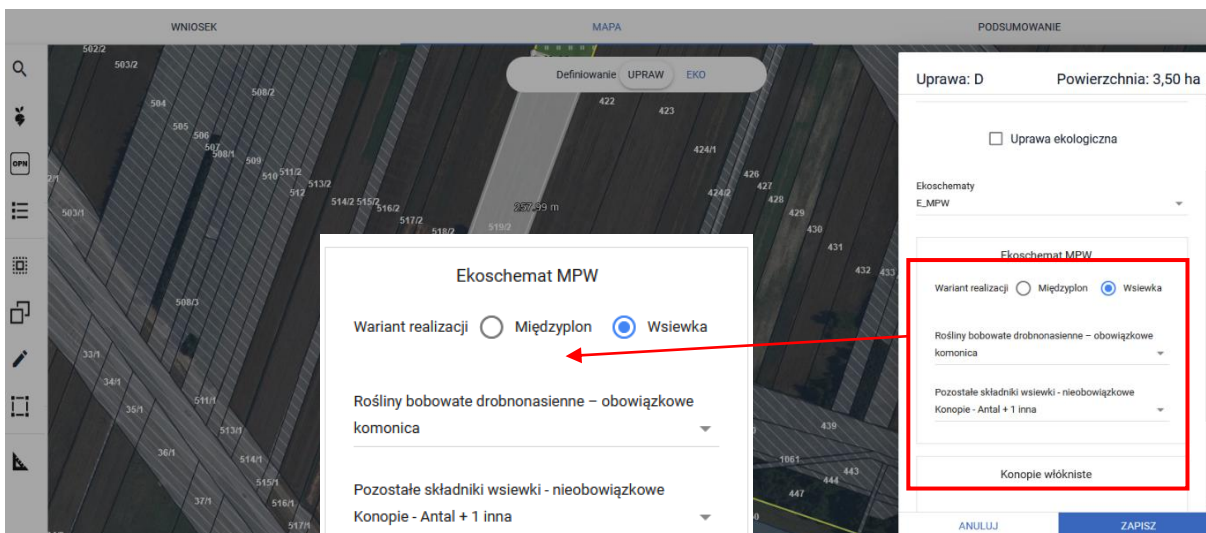 WNIOSEK MAPA PODSUMOWANIE
Definiowanie UPRAW EKO
OPN
502/2
503/2
504
508/2
505
506
507
508/1
509
510
511/2
512
513/2
514/2
515/2
516/2
517/2
518/2
519/2
257,99 m
422
423
424/1
424/2
426
427
428
429
430
431
432
433
2/1
503/1
508/3
33/1
34/1
35/1
36/1
37/1
511/1
513/1
514/1
515/1
516/1
517/1
439
1061
443
444
447
Ekoschemat MPW
Wariant realizacji Międzyplon Wsiewka
Rośliny bobowate drobnonasienne – obowiązkowe
komonica
Pozostałe składniki wsiewki - nieobowiązkowe
Konopie - Antal + 1 inna
Uprawa: D Powierzchnia: 3,50 ha
Uprawa ekologiczna
Ekoschematy
E_MPW
Ekoschemat MPW
Wariant realizacji Międzyplon Wsiewka
Rośliny bobowate drobnonasienne – obowiązkowe
komonica
Pozostałe składniki wsiewki - nieobowiązkowe
Konopie - Antal + 1 inna
Konopie włókniste
ANULUJ ZAPISZ